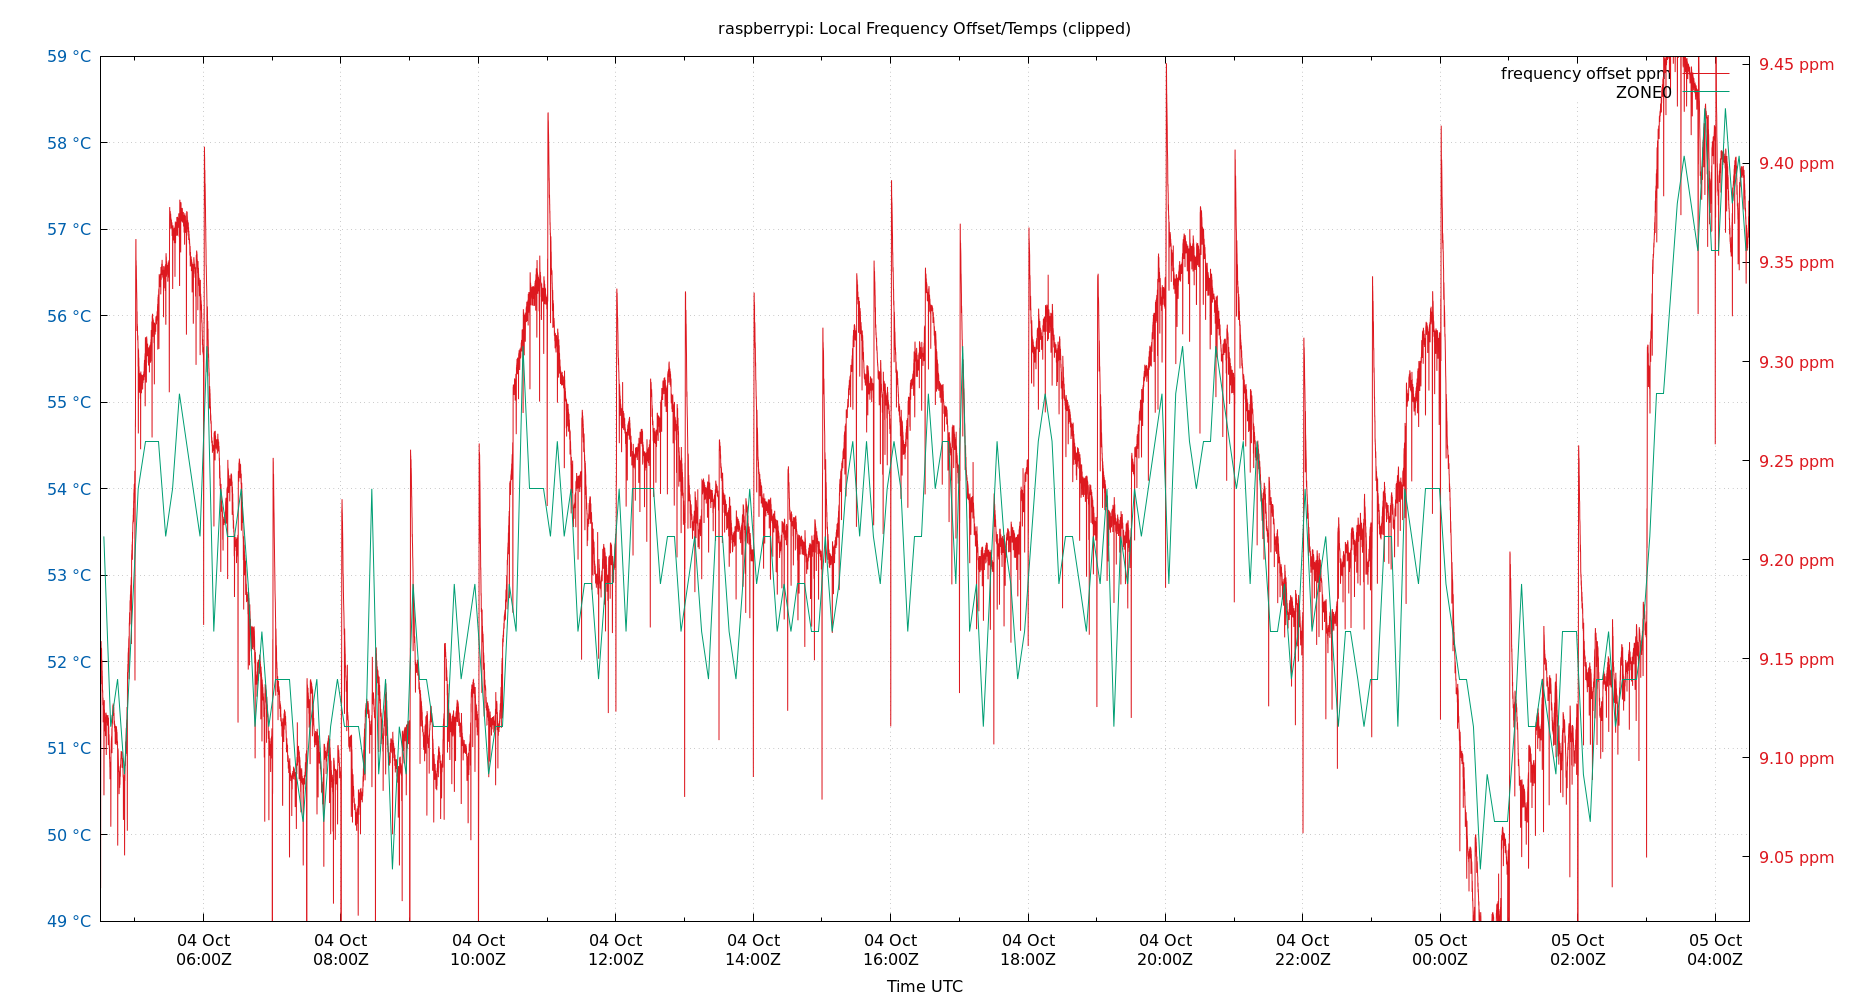 raspberrypi: Local Frequency Offset/Temps (clipped)
59 °C
58 °C
57 °C
56 °C
55 °C
54 °C
53 °C
52 °C
51 °C
50 °C
49 °C
frequency offset ppm
ZONE0
9.45 ppm
9.40 ppm
9.35 ppm
9.30 ppm
9.25 ppm
9.20 ppm
9.15 ppm
9.10 ppm
9.05 ppm
04 Oct 04 Oct 04 Oct 04 Oct 04 Oct 04 Oct 04 Oct 04 Oct 04 Oct 05 Oct 05 Oct 05 Oct
06:00Z 08:00Z 10:00Z 12:00Z 14:00Z 16:00Z 18:00Z 20:00Z 22:00Z 00:00Z 02:00Z 04:00Z
Time UTC